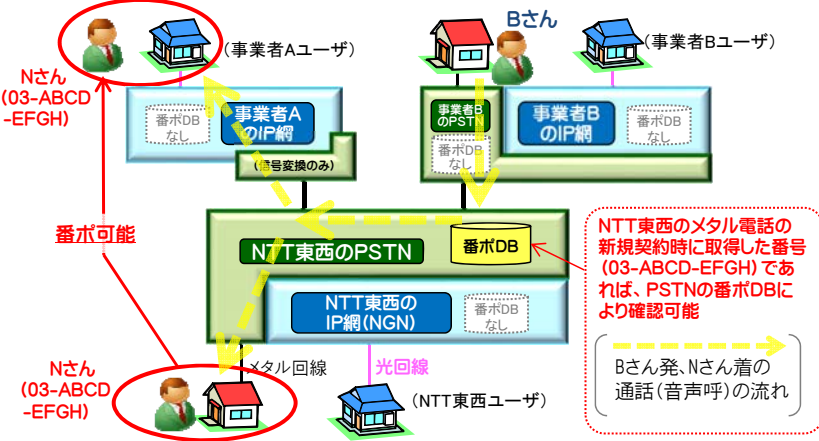 Bさん
(事業者Aユーザ)
(事業者Bユーザ)
Nさん
(03-ABCD
-EFGH)
番ポDB
なし
事業者A
のIP網
(信号変換のみ)
事業者B
のPSTN
番ポDB
なし
事業者B
のIP網
番ポDB
なし
番ポ可能
NTT東西のPSTN
番ポDB
NTT東西の
IP網(NGN)
番ポDB
なし
NTT東西のメタル電話の
新規契約時に取得した番号
(03-ABCD-EFGH)であ
れば、PSTNの番ポDBに
より確認可能
Bさん発、Nさん着の
通話(音声呼)の流れ
メタル回線
光回線
Nさん
(03-ABCD
-EFGH)
(NTT東西ユーザ)